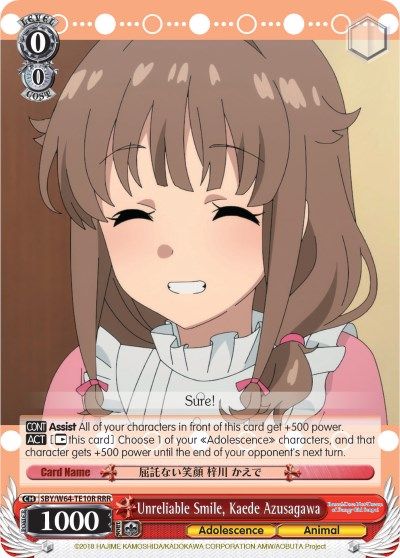 LEVEL
0
0
COST
Sure!
CONT Assist All of your characters in front of this card get +500 power.
ACT [this card] Choose 1 of your «Adolescence» characters, and that
character gets +500 power until the end of your opponent's next turn.
Card Name 屈託ない笑顔 梓川 かえで
CH SBY/W64-TE10R RRR
Unreliable Smile, Kaede Azusagawa
POWER 1000
Adolescence Animal
©2018 HAJIME KAMOSHIDA/KADOKAWA CORPORATION AMW/AOBUTA Project